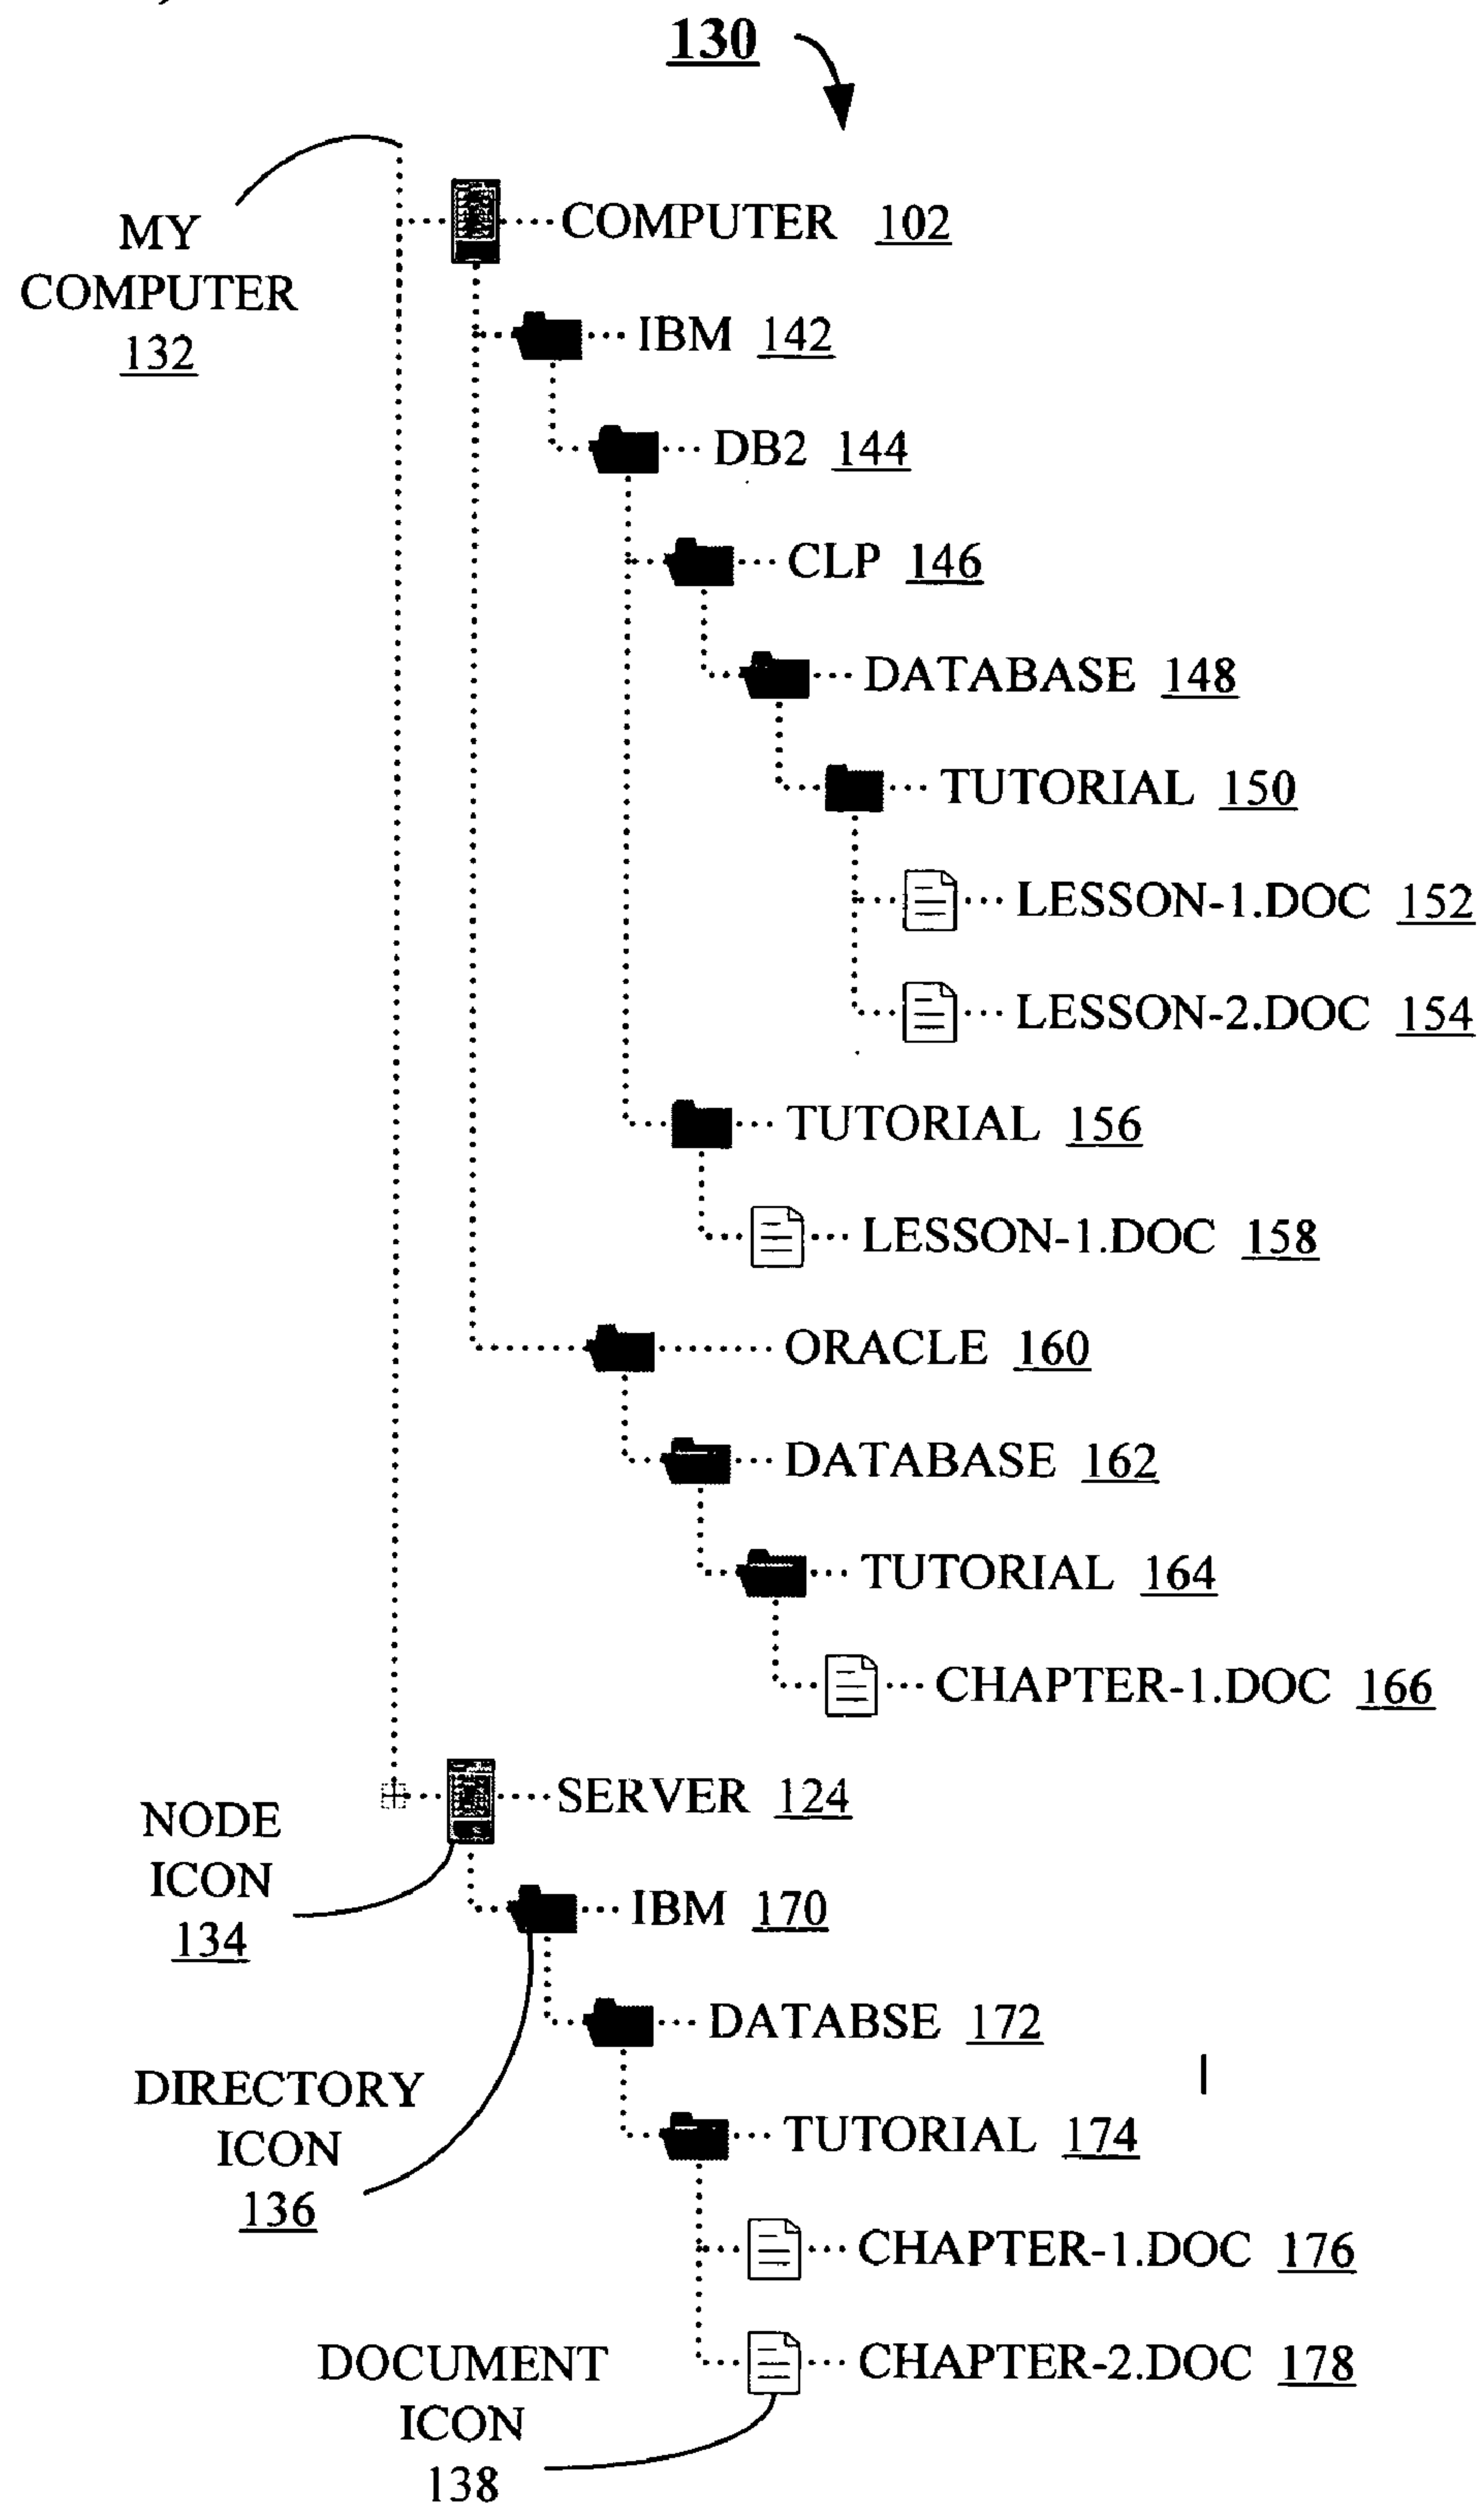 130
COMPUTER 102
MY
COMPUTER
132
IBM 142
DB2 144
CLP 146
DATABASE 148
TUTORIAL 150
LESSON-1.DOC 152
LESSON-2.DOC 154
TUTORIAL 156
LESSON-1.DOC 158
ORACLE 160
DATABASE 162
TUTORIAL 164
CHAPTER-1.DOC 166
SERVER 124
NODE
ICON
134
IBM 170
DATABSE 172
DIRECTORY
ICON
136
TUTORIAL 174
CHAPTER-1.DOC 176
CHAPTER-2.DOC 178
DOCUMENT
ICON
138